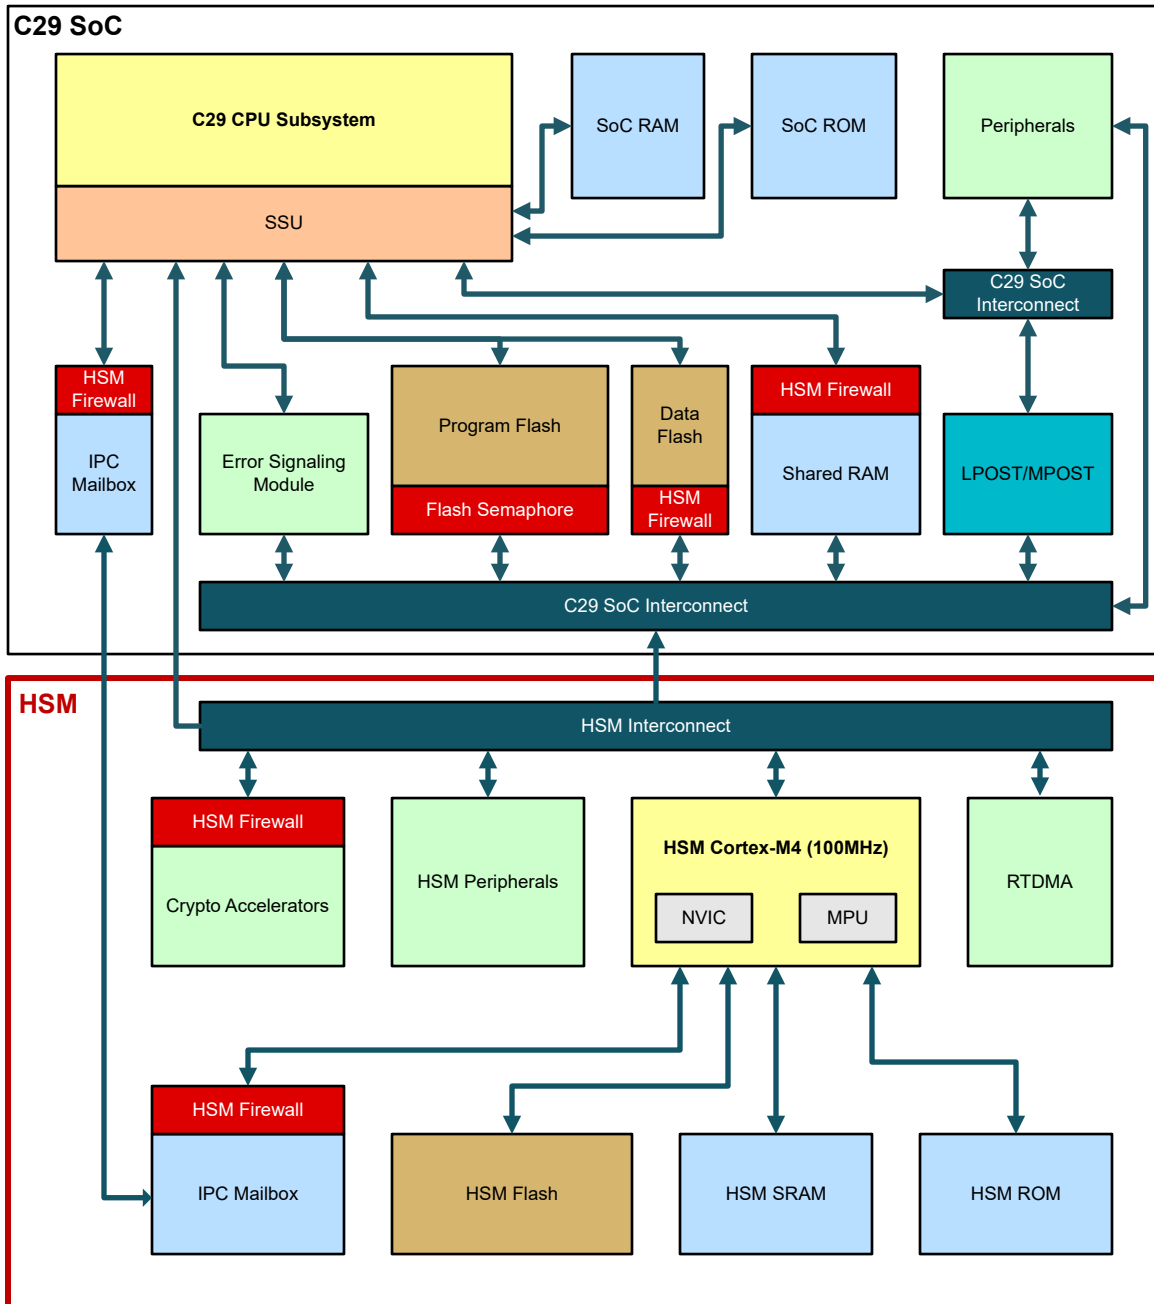 C29 SoC
C29 CPU Subsystem
SoC RAM
SoC ROM
Peripherals
SSU
C29 SoC
Interconnect
HSM
Firewall
IPC
Mailbox
Error Signaling
Module
Program Flash
Flash Semaphore
Data
Flash
HSM
Firewall
HSM Firewall
Shared RAM
LPOST/MPOST
C29 SoC Interconnect
HSM
HSM Interconnect
HSM Firewall
Crypto Accelerators
HSM Peripherals
HSM Cortex-M4 (100MHz)
NVIC
MPU
RTDMA
HSM Firewall
IPC Mailbox
HSM Flash
HSM SRAM
HSM ROM